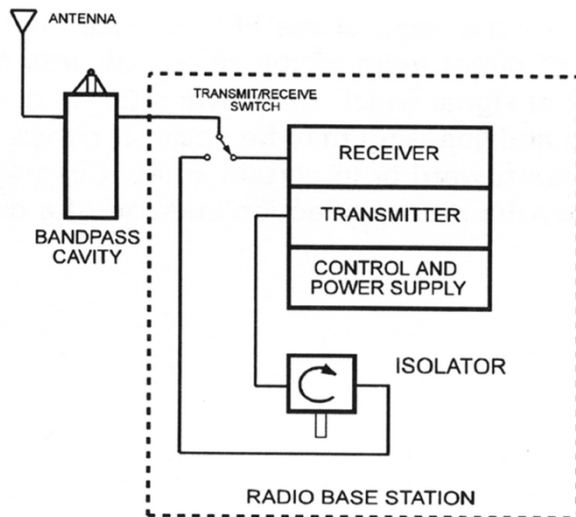 ANTENNA
TRANSMIT/RECEIVE
SWITCH
RECEIVER
TRANSMITTER
CONTROL AND
POWER SUPPLY
BANDPASS
CAVITY
ISOLATOR
RADIO BASE STATION